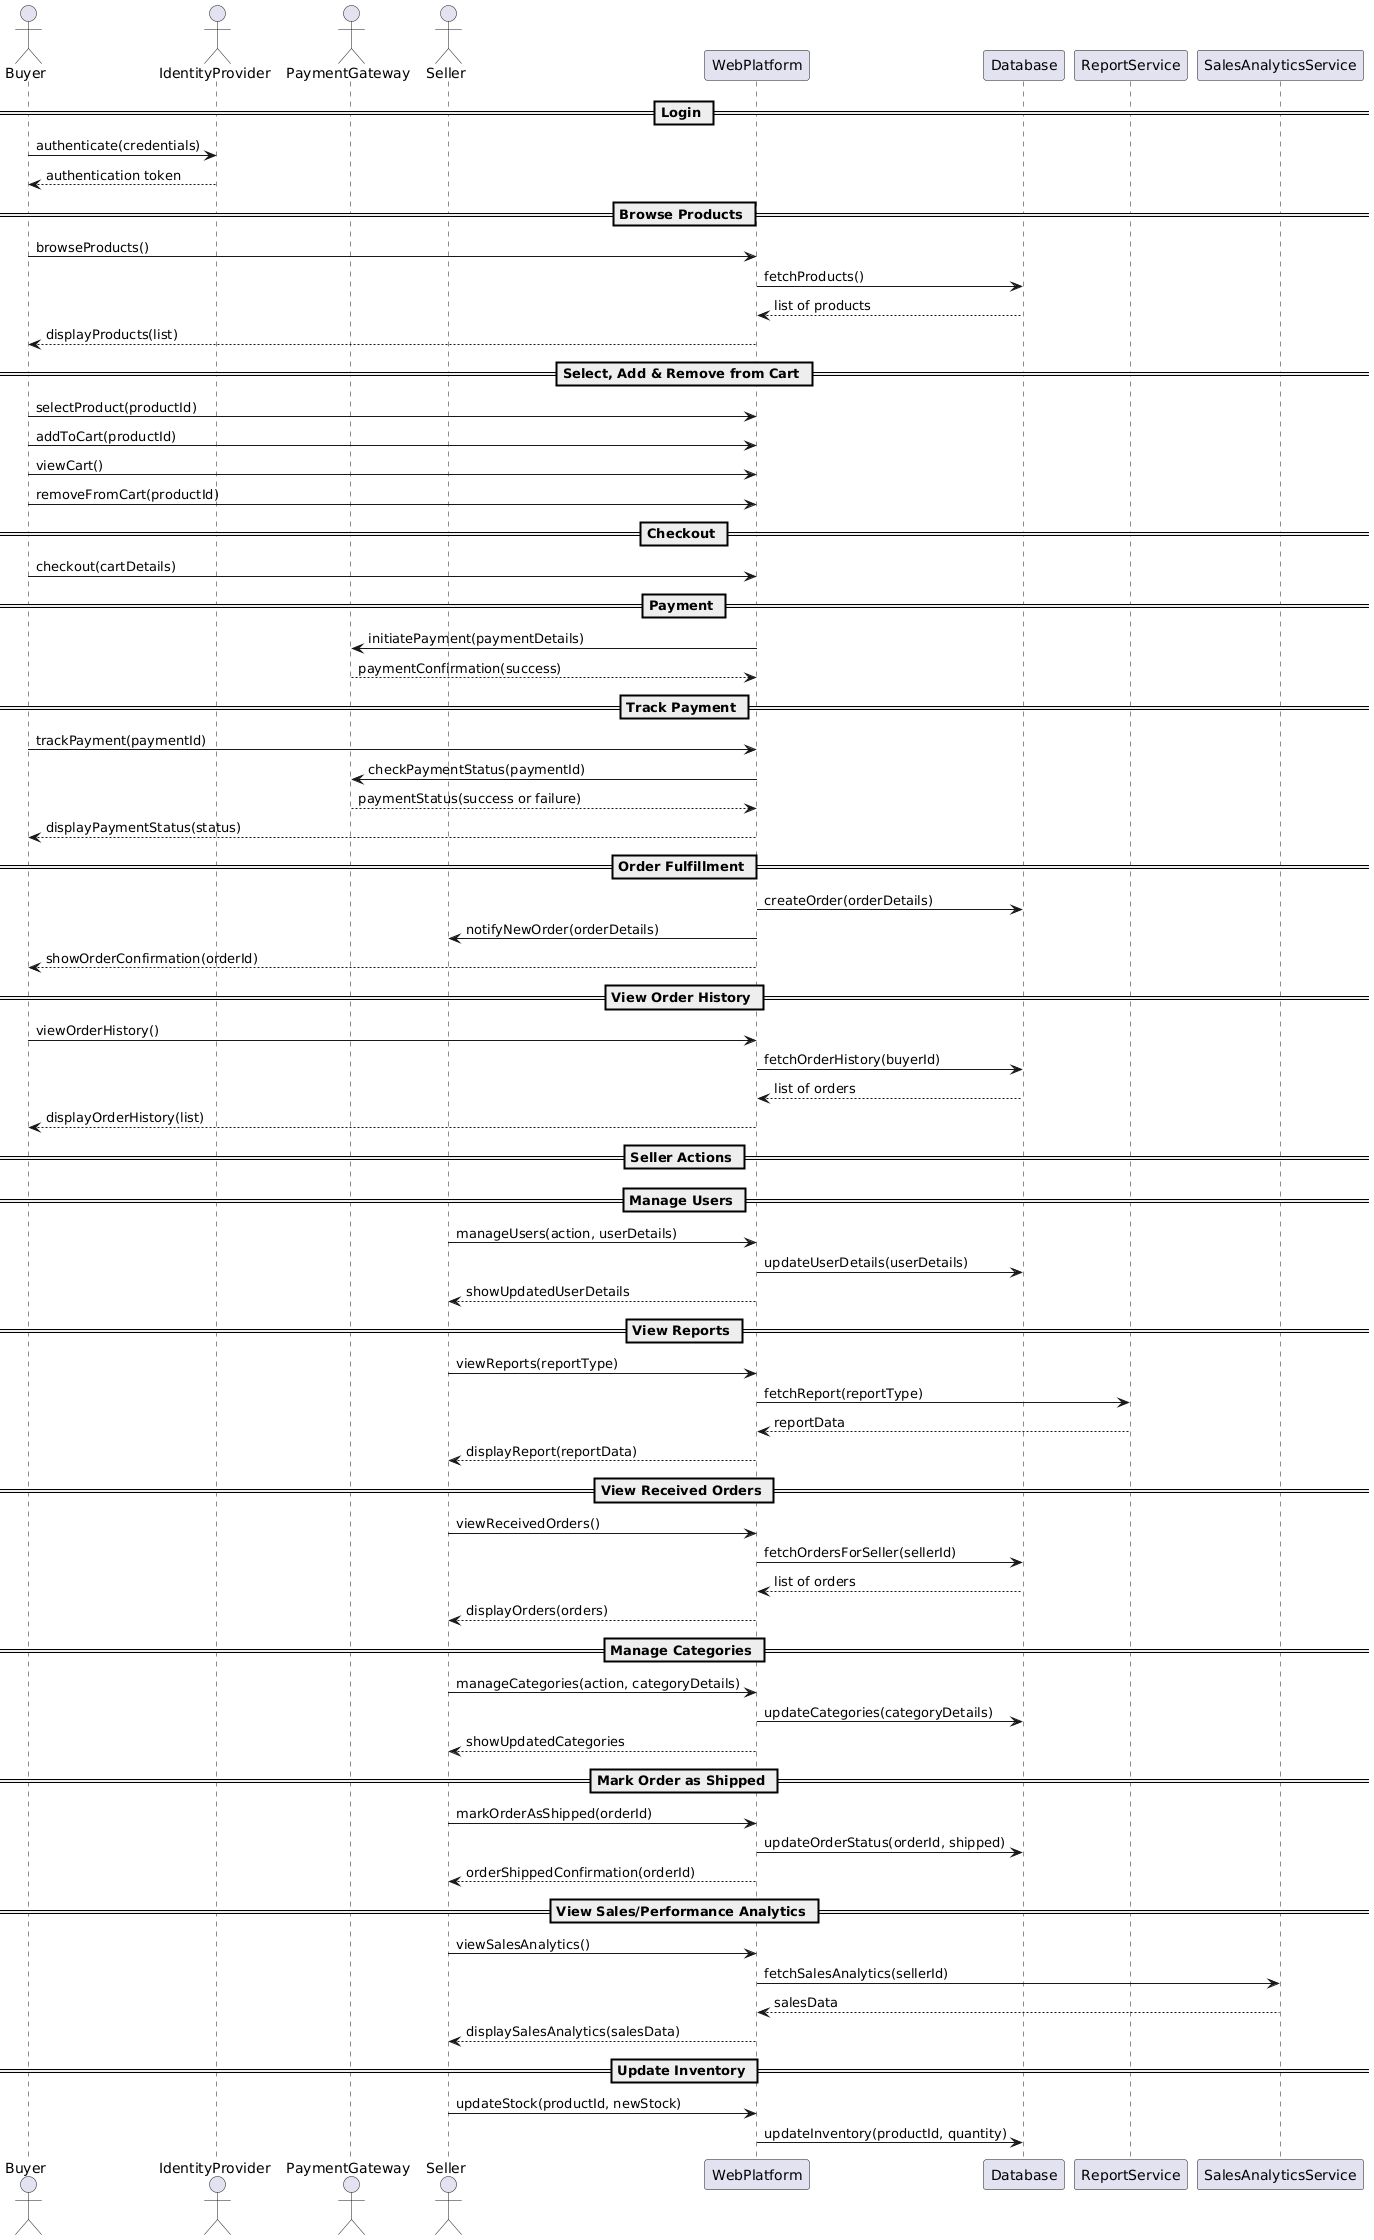 Buyer IdentityProvider PaymentGateway Seller WebPlatform Database ReportService SalesAnalyticsService
Login
authenticate(credentials)
authentication token
Browse Products
browseProducts()
fetchProducts()
list of products
displayProducts(list)
Select, Add & Remove from Cart
selectProduct(productId)
addToCart(productId)
viewCart()
removeFromCart(productId)
Checkout
checkout(cartDetails)
Payment
initiatePayment(paymentDetails)
paymentConfirmation(success)
Track Payment
trackPayment(paymentId)
checkPaymentStatus(paymentId)
paymentStatus(success or failure)
displayPaymentStatus(status)
Order Fulfillment
createOrder(orderDetails)
notifyNewOrder(orderDetails)
showOrderConfirmation(orderId)
View Order History
viewOrderHistory()
fetchOrderHistory(buyerId)
list of orders
displayOrderHistory(list)
Seller Actions
Manage Users
manageUsers(action, userDetails)
updateUserDetails(userDetails)
showUpdatedUserDetails
View Reports
viewReports(reportType)
fetchReport(reportType)
reportData
displayReport(reportData)
View Received Orders
viewReceivedOrders()
fetchOrdersForSeller(sellerId)
list of orders
displayOrders(orders)
Manage Categories
manageCategories(action, categoryDetails)
updateCategories(categoryDetails)
showUpdatedCategories
Mark Order as Shipped
markOrderAsShipped(orderId)
updateOrderStatus(orderId, shipped)
orderShippedConfirmation(orderId)
View Sales/Performance Analytics
viewSalesAnalytics()
fetchSalesAnalytics(sellerId)
salesData
displaySalesAnalytics(salesData)
Update Inventory
updateStock(productId, newStock)
updateInventory(productId, quantity)
Buyer IdentityProvider PaymentGateway Seller WebPlatform Database ReportService SalesAnalyticsService